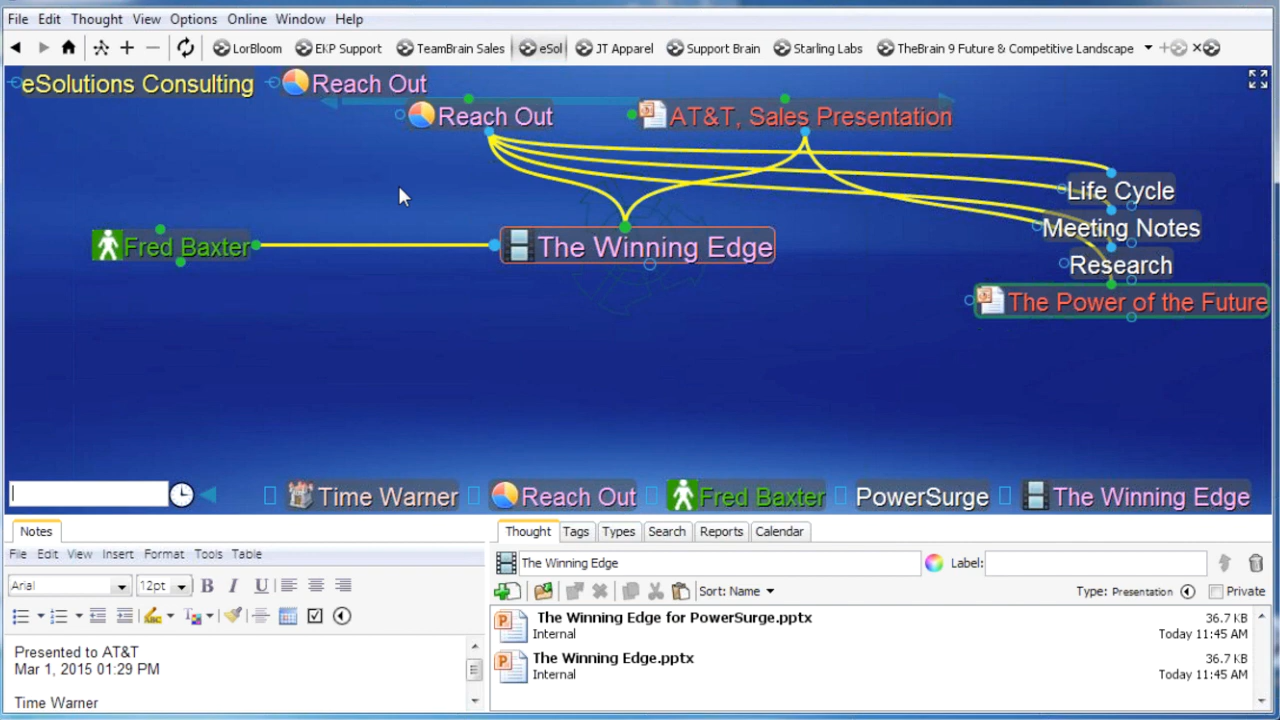 File Edit Thought View Options Online Window Help
LorBloom EKP Support TeamBrain Sales eSol JT Apparel Support Brain Starling Labs TheBrain 9 Future & Competitive Landscape
eSolutions Consulting Reach Out
Reach Out AT&T, Sales Presentation
Life Cycle
Meeting Notes
Fred Baxter The Winning Edge
Research
The Power of the Future
Time Warner Reach Out Fred Baxter PowerSurge The Winning Edge
Notes
File Edit View Insert Format Tools Table
Arial 12pt B I U
Presented to AT&T
Mar 1, 2015 01:29 PM
Time Warner
Thought Tags Types Search Reports Calendar
The Winning Edge Label:
Sort: Name Type: Presentation Private
The Winning Edge for PowerSurge.pptx 36.7 KB
Internal Today 11:45 AM
The Winning Edge.pptx 36.7 KB
Internal Today 11:45 AM